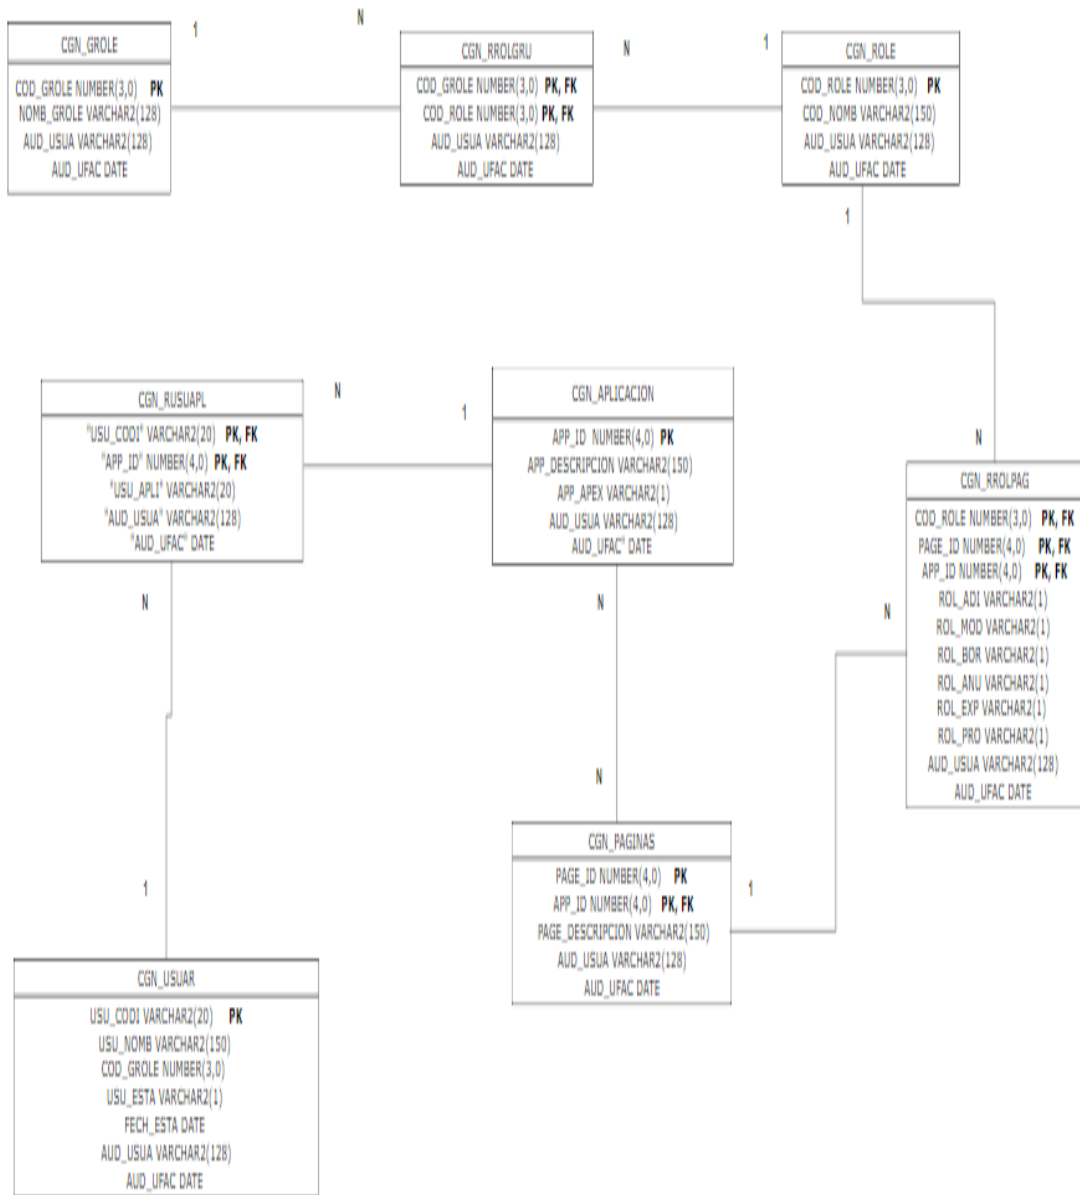 1
N
N
1
CGN_GROLE
COD_GROLE NUMBER(3,0) PK
NOMB_GROLE VARCHAR2(128)
AUD_USUA VARCHAR2(128)
AUD_UFAC DATE
CGN_RROLGRU
COD_GROLE NUMBER(3,0) PK, FK
COD_ROLE NUMBER(3,0) PK, FK
AUD_USUA VARCHAR2(128)
AUD_UFAC DATE
CGN_ROLE
COD_ROLE NUMBER(3,0) PK
COD_NOMB VARCHAR2(150)
AUD_USUA VARCHAR2(128)
AUD_UFAC DATE
1
N
CGN_RUSUAPL
"USU_CODI" VARCHAR2(20) PK, FK
"APP_ID" NUMBER(4,0) PK, FK
"USU_APLI" VARCHAR2(20)
"AUD_USUA" VARCHAR2(128)
"AUD_UFAC" DATE
N
1
CGN_APLICACION
APP_ID NUMBER(4,0) PK
APP_DESCRIPCION VARCHAR2(150)
APP_APEX VARCHAR2(1)
AUD_USUA VARCHAR2(128)
AUD_UFAC" DATE
CGN_RROLPAG
COD_ROLE NUMBER(3,0) PK, FK
PAGE_ID NUMBER(4,0) PK, FK
APP_ID NUMBER(4,0) PK, FK
ROL_ADI VARCHAR2(1)
ROL_MOD VARCHAR2(1)
ROL_BOR VARCHAR2(1)
ROL_ANU VARCHAR2(1)
ROL_EXP VARCHAR2(1)
ROL_PRO VARCHAR2(1)
AUD_USUA VARCHAR2(128)
AUD_UFAC DATE
N
N
N
N
1
1
CGN_PAGINAS
PAGE_ID NUMBER(4,0) PK
APP_ID NUMBER(4,0) PK, FK
PAGE_DESCRIPCION VARCHAR2(150)
AUD_USUA VARCHAR2(128)
AUD_UFAC DATE
CGN_USUAR
USU_CODI VARCHAR2(20) PK
USU_NOMB VARCHAR2(150)
COD_GROLE NUMBER(3,0)
USU_ESTA VARCHAR2(1)
FECH_ESTA DATE
AUD_USUA VARCHAR2(128)
AUD_UFAC DATE